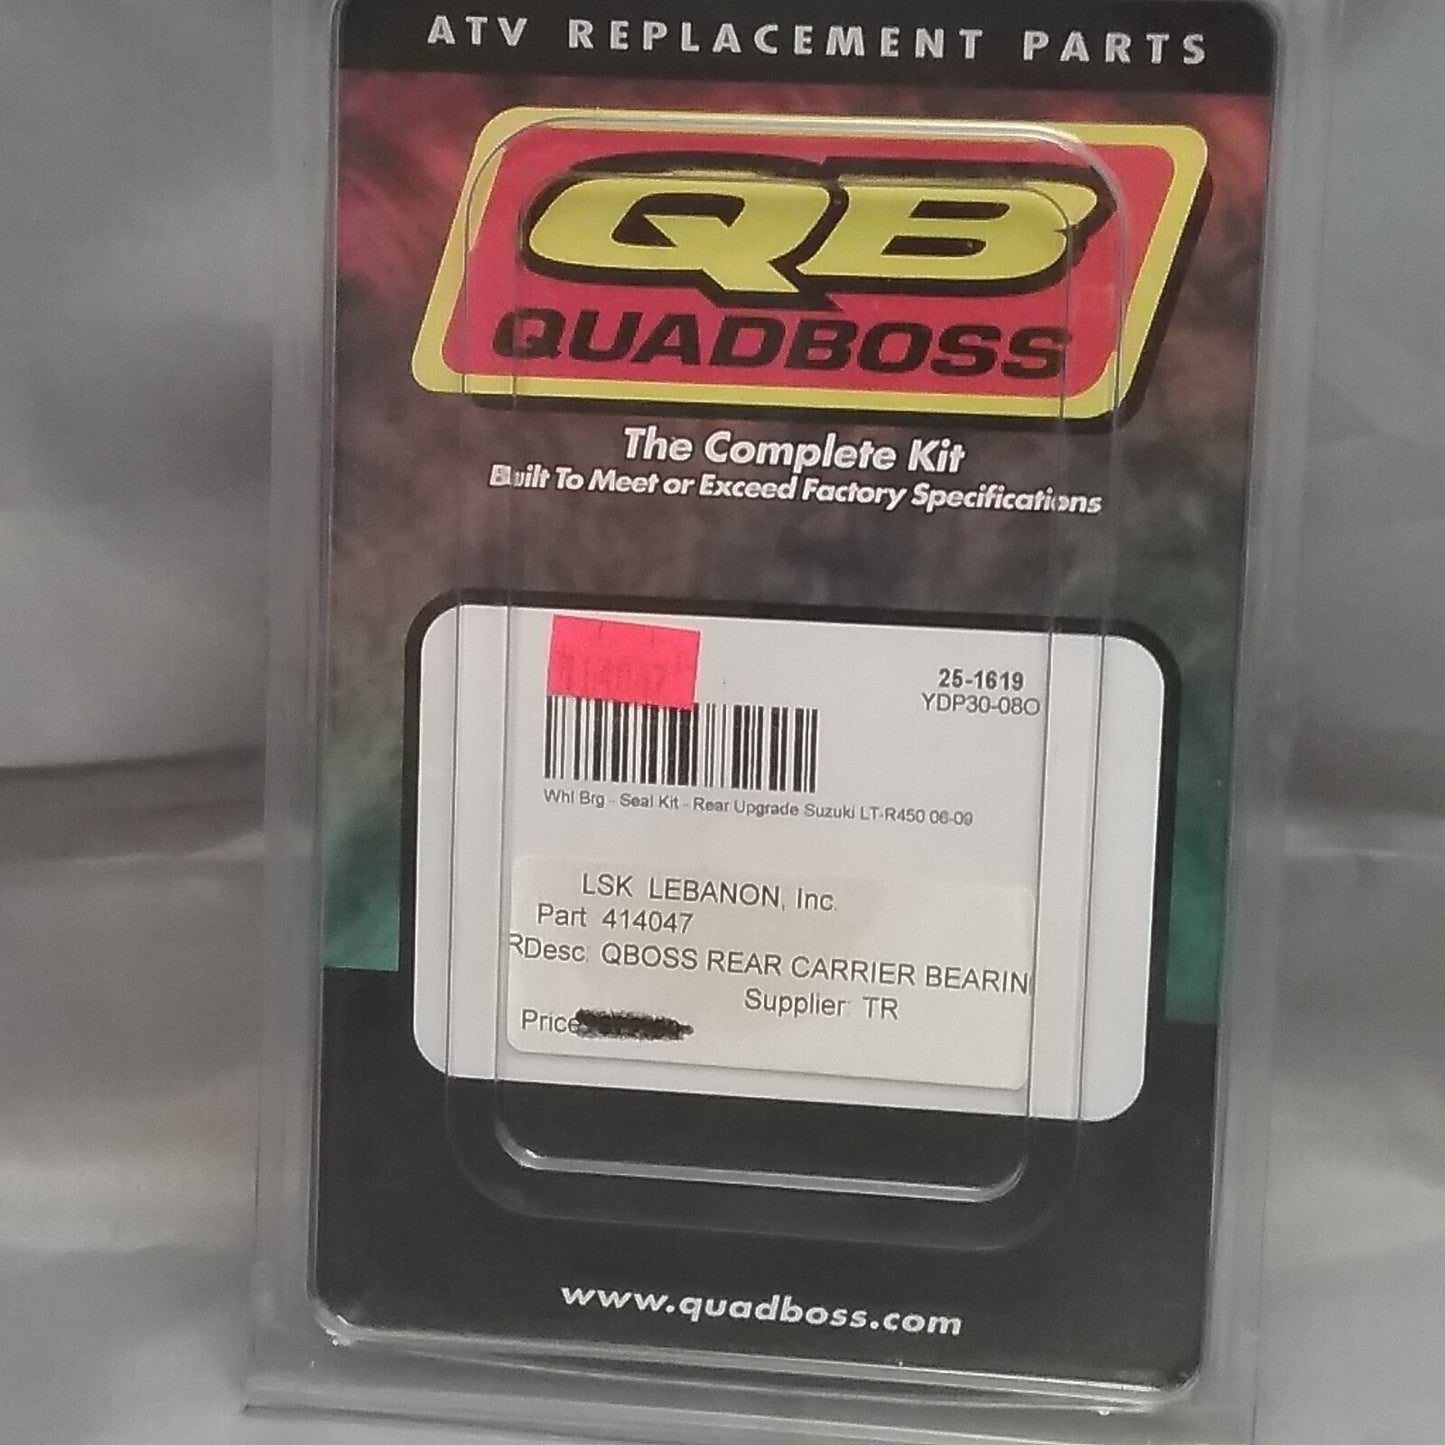 ATV REPLACEMENT PARTS
QB
QUADBOSS
The Complete Kit
Built To Meet or Exceed Factory Specifications
414047
25-1619
YDP30-08O
Whl Brg - Seal Kit - Rear Upgrade Suzuki LT-R450 06-09
LSK LEBANON, Inc.
Part 414047
RDesc: QBOSS REAR CARRIER BEARIN
Supplier: TR
Price
www.quadboss.com